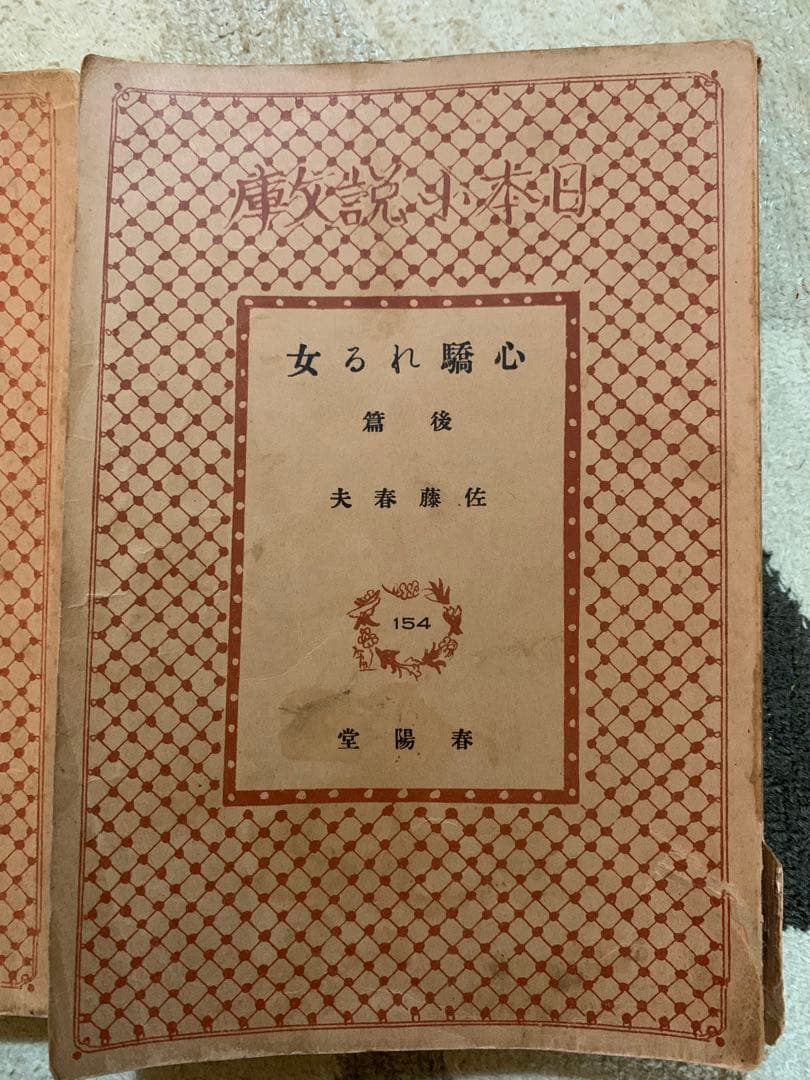 日本小説文庫
心驕れる女
後篇
佐藤春夫
154
春陽堂